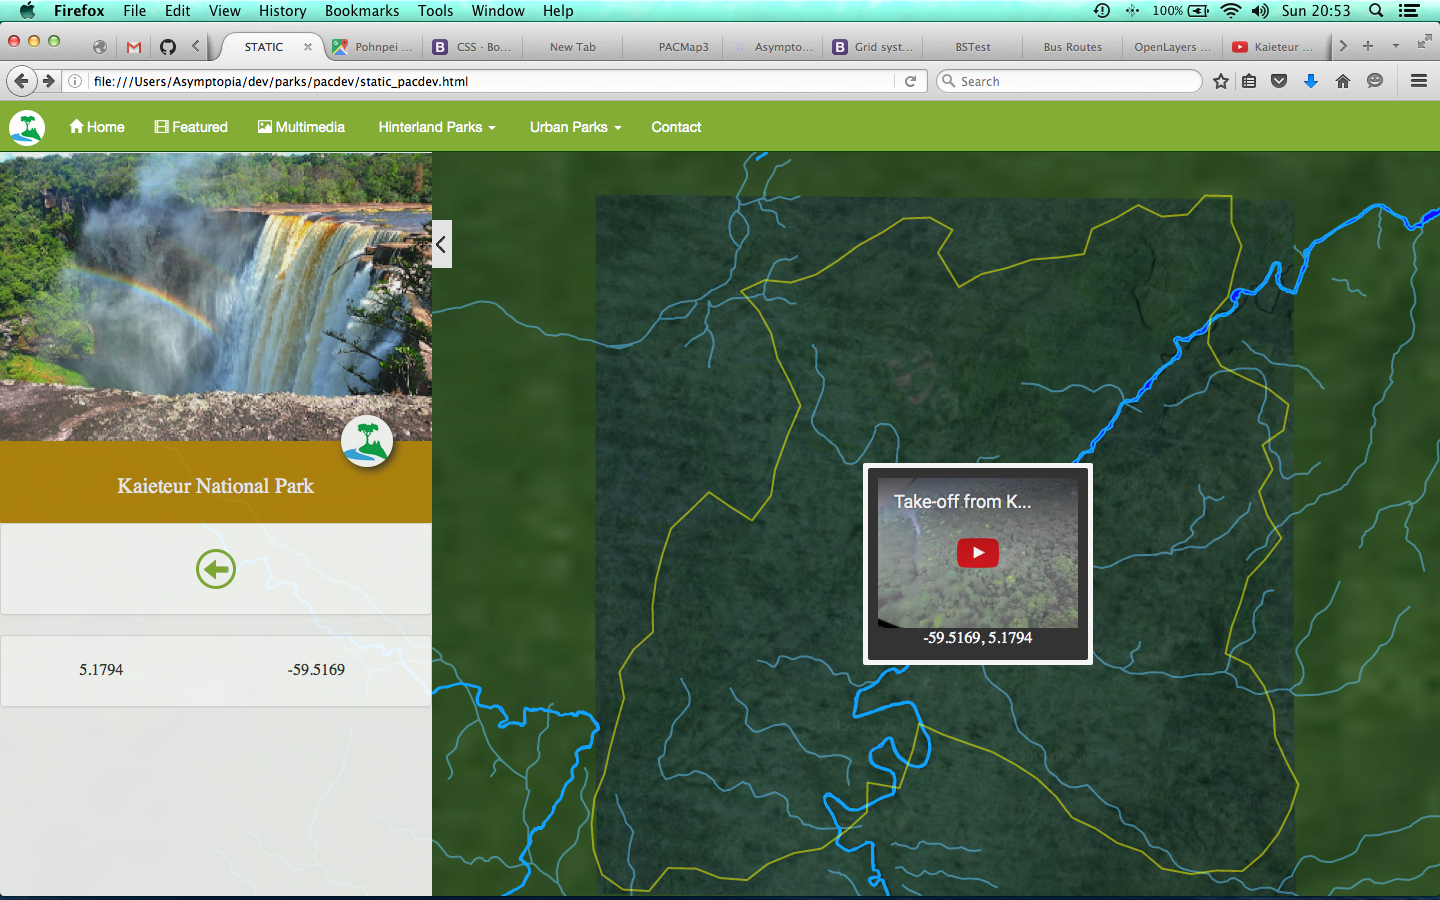 Firefox File Edit View History Bookmarks Tools Window Help 100% Sun 20:53
STATIC Pohnpei ... CSS · Bo... New Tab PACMap3 Asympto... Grid syst... BSTest Bus Routes OpenLayers ... Kaieteur ...
file:///Users/Asymptopia/dev/parks/pacdev/static_pacdev.html Search
Home Featured Multimedia Hinterland Parks Urban Parks Contact
Take-off from K...
Kaieteur National Park
-59.5169, 5.1794
5.1794 -59.5169